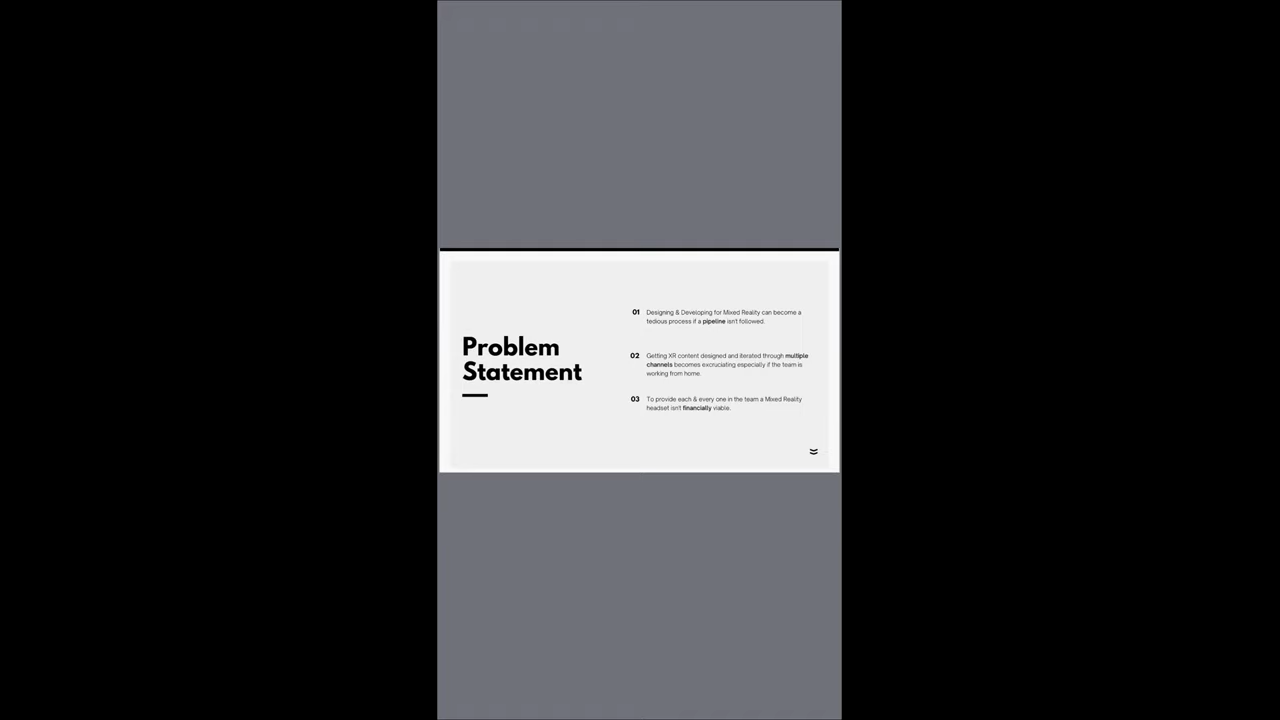 Problem
Statement
01 Designing & Developing for Mixed Reality can become a
tedious process if a pipeline isn't followed.
02 Getting XR content designed and iterated through multiple
channels becomes excruciating especially if the team is
working from home.
03 To provide each & every one in the team a Mixed Reality
headset isn't financially viable.